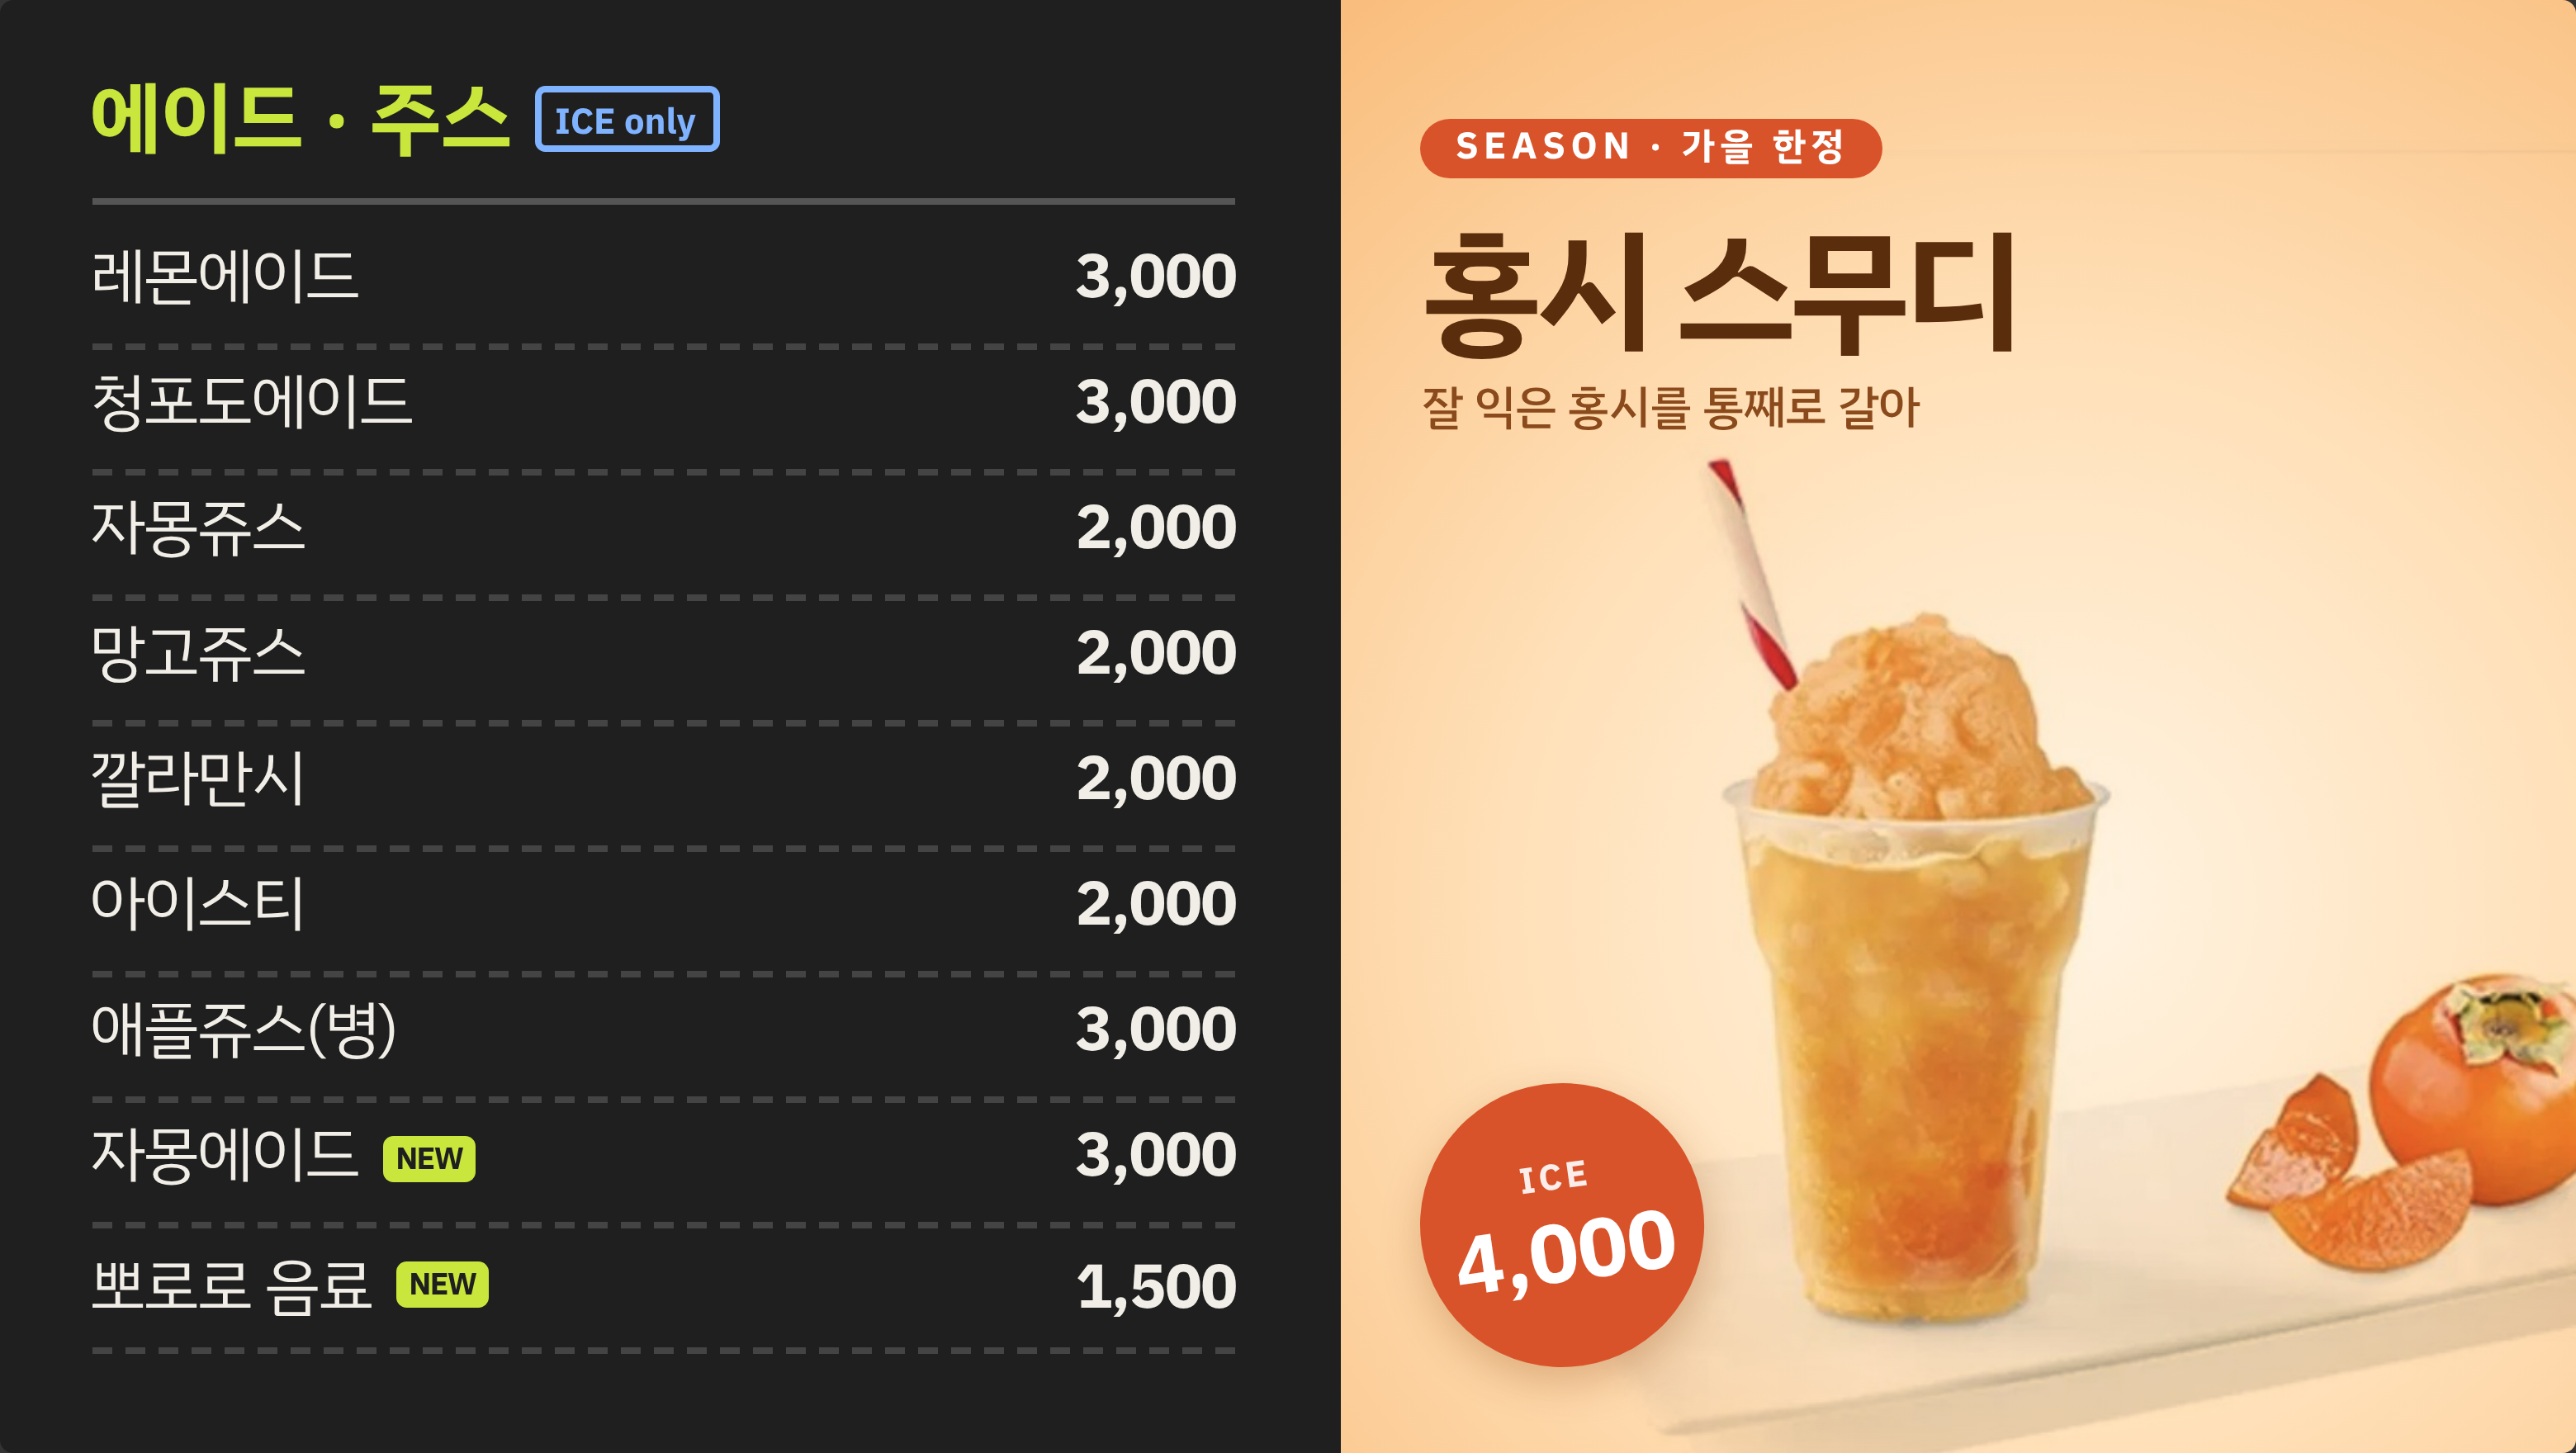 에이드 · 주스 ICE only
레몬에이드 3,000
청포도에이드 3,000
자몽쥬스 2,000
망고쥬스 2,000
깔라만시 2,000
아이스티 2,000
애플쥬스(병) 3,000
자몽에이드 NEW 3,000
뽀로로 음료 NEW 1,500
SEASON · 가을 한정
홍시 스무디
잘 익은 홍시를 통째로 갈아
ICE
4,000